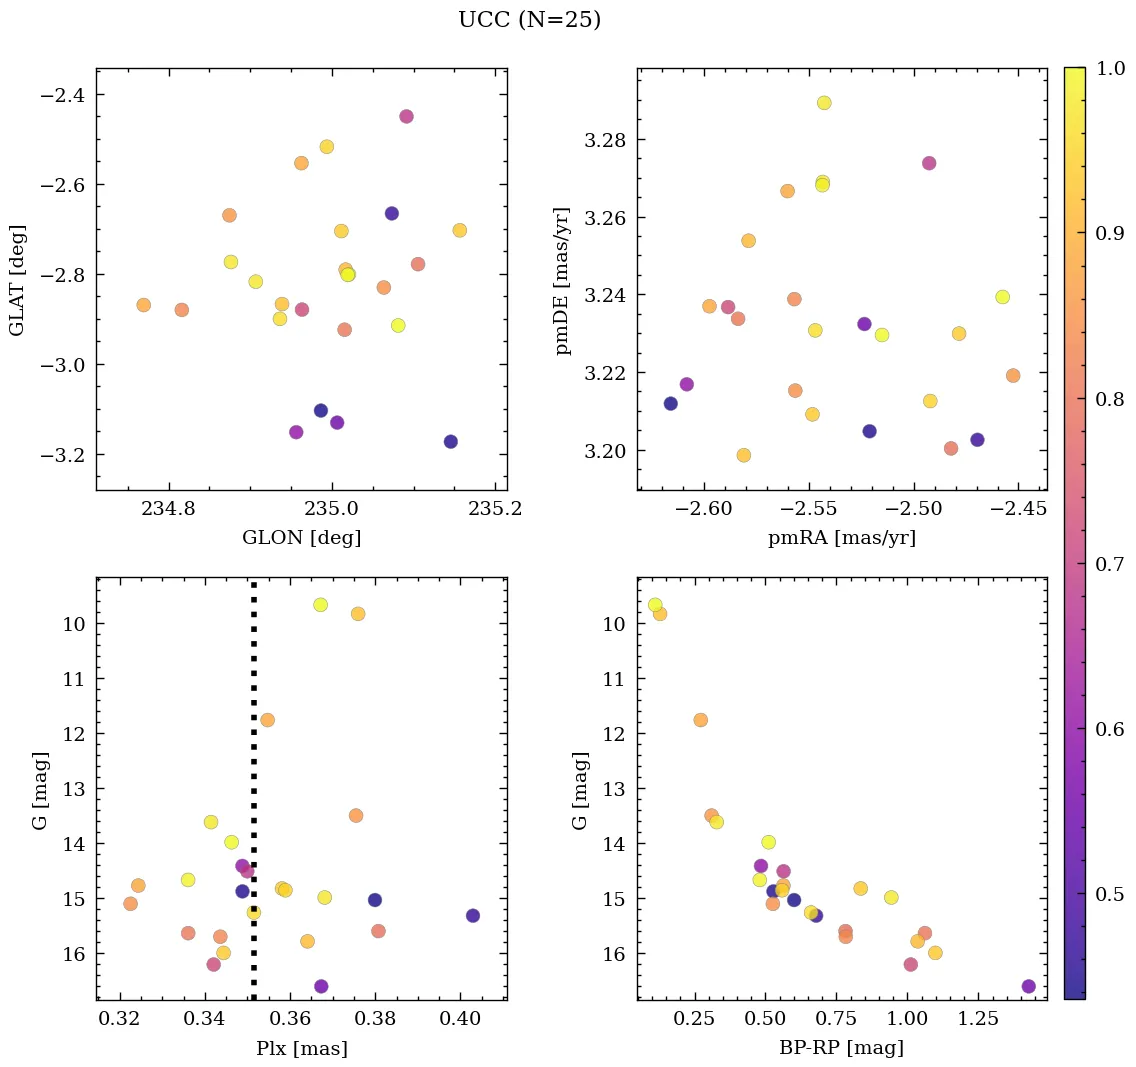 UCC (N=25)
−2.4
−2.6
−2.8
−3.0
−3.2
GLAT [deg]
234.8 235.0 235.2
GLON [deg]
3.28
3.26
3.24
3.22
3.20
pmDE [mas/yr]
−2.60 −2.55 −2.50 −2.45
pmRA [mas/yr]
1.0
0.9
0.8
0.7
0.6
0.5
10
11
12
13
14
15
16
G [mag]
0.32 0.34 0.36 0.38 0.40
Plx [mas]
10
11
12
13
14
15
16
G [mag]
0.25 0.50 0.75 1.00 1.25
BP-RP [mag]